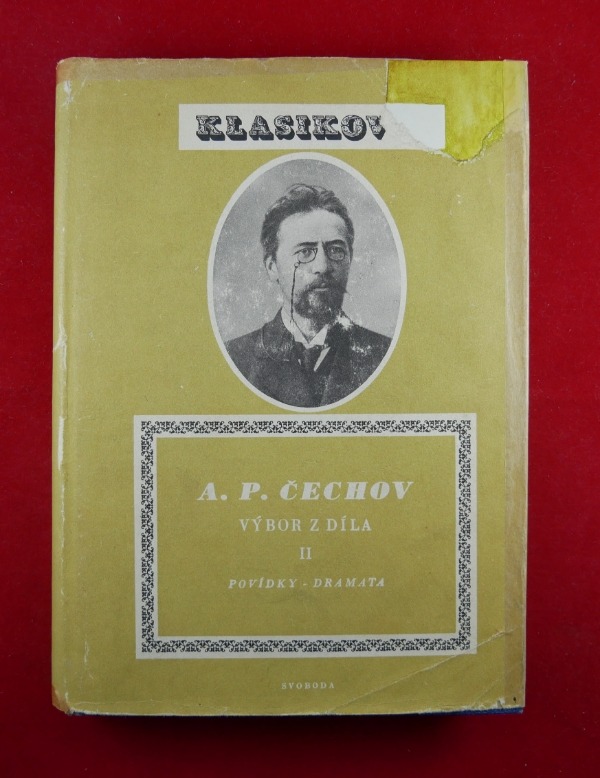 KLASIKOV
A. P. ČECHOV
VÝBOR Z DÍLA
II
POVÍDKY - DRAMATA
SVOBODA